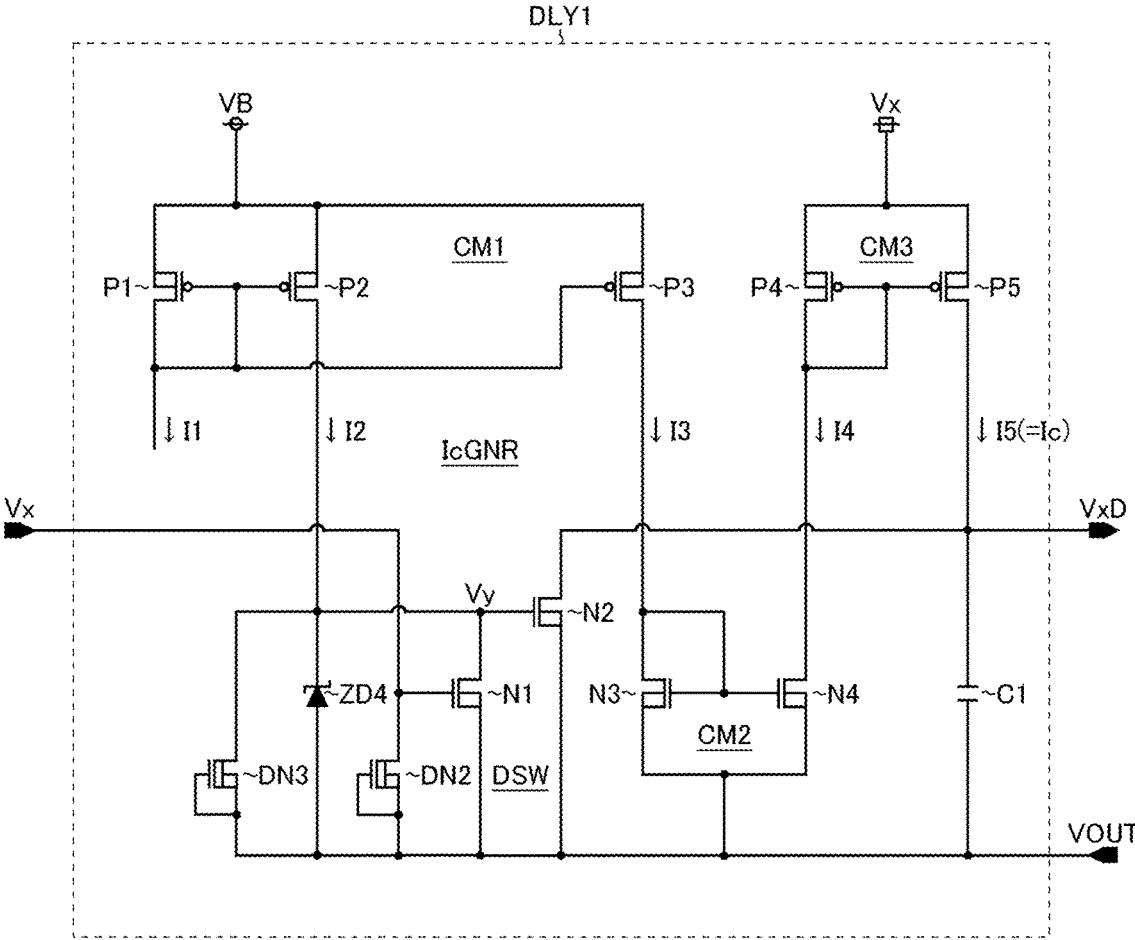 DLY1
VB
Vx
CM1
CM3
P1
P2
P3
P4
P5
↓I1
↓I2
↓I3
↓I4
↓I5(=Ic)
IcGNR
Vx
VxD
Vy
N2
ZD4
N1
N3
N4
C1
CM2
DN3
DN2
DSW
VOUT